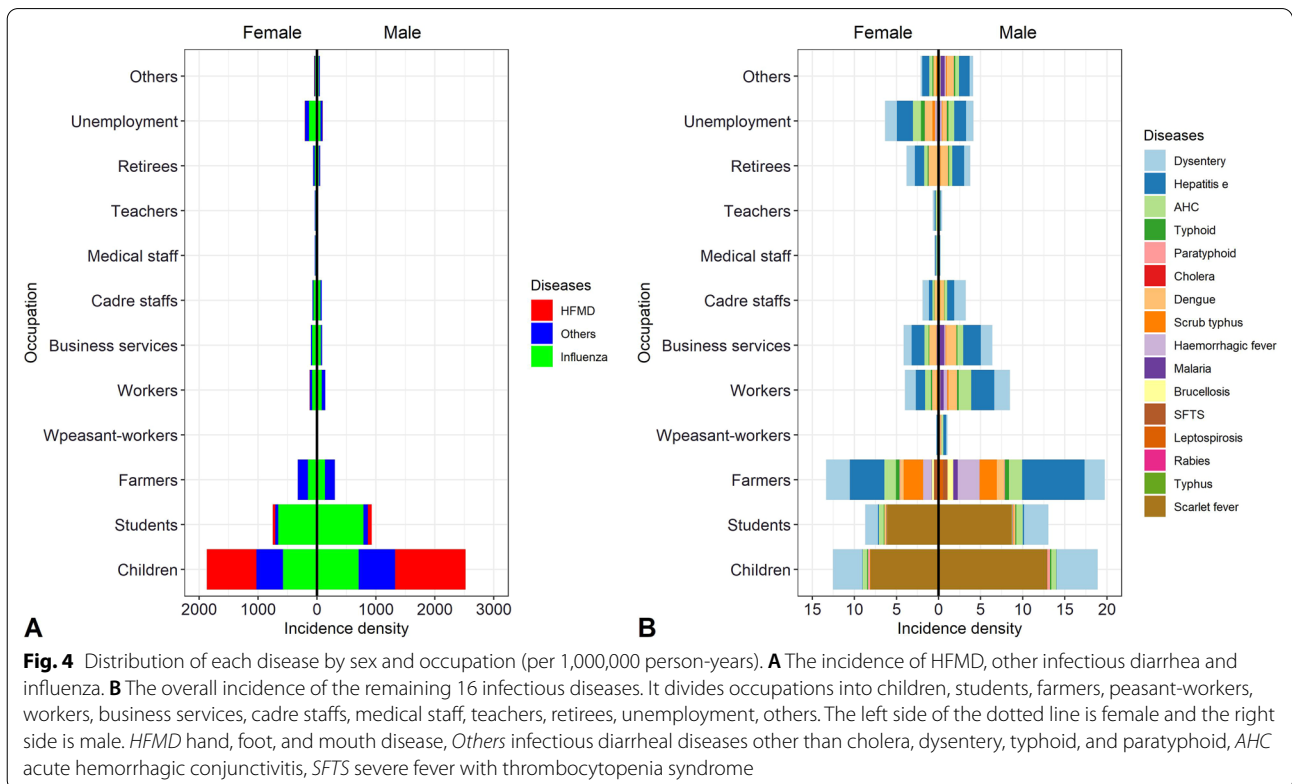 Female Male
Others
Unemployment
Retirees
Teachers
Medical staff
Cadre staffs
Business services
Workers
Wpeasant-workers
Farmers
Students
Children
Occupation
2000 1000 0 1000 2000 3000
Incidence density
A
Diseases
HFMD
Others
Influenza
Female Male
Others
Unemployment
Retirees
Teachers
Medical staff
Cadre staffs
Business services
Workers
Wpeasant-workers
Farmers
Students
Children
Occupation
15 10 5 0 5 10 15 20
Incidence density
B
Diseases
Dysentery
Hepatitis e
AHC
Typhoid
Paratyphoid
Cholera
Dengue
Scrub typhus
Haemorrhagic fever
Malaria
Brucellosis
SFTS
Leptospirosis
Rabies
Typhus
Scarlet fever
Fig. 4 Distribution of each disease by sex and occupation (per 1,000,000 person-years). A The incidence of HFMD, other infectious diarrhea and
influenza. B The overall incidence of the remaining 16 infectious diseases. It divides occupations into children, students, farmers, peasant-workers,
workers, business services, cadre staffs, medical staff, teachers, retirees, unemployment, others. The left side of the dotted line is female and the right
side is male. HFMD hand, foot, and mouth disease, Others infectious diarrheal diseases other than cholera, dysentery, typhoid, and paratyphoid, AHC
acute hemorrhagic conjunctivitis, SFTS severe fever with thrombocytopenia syndrome